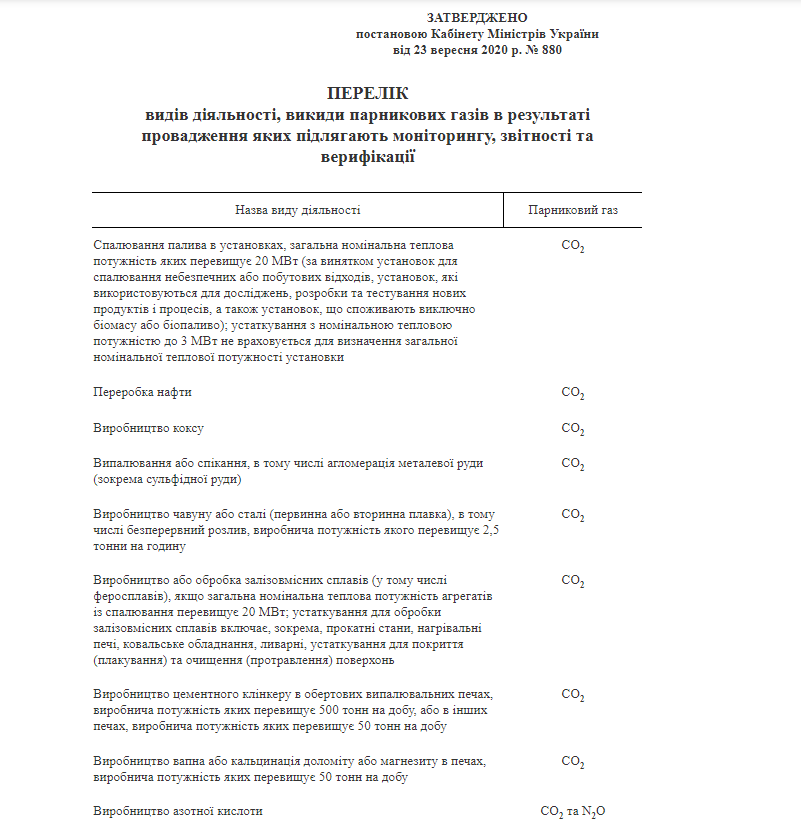 ЗАТВЕРДЖЕНО
постановою Кабінету Міністрів України
від 23 вересня 2020 р. № 880
ПЕРЕЛІК
видів діяльності, викиди парникових газів в результаті
провадження яких підлягають моніторингу, звітності та
верифікації
Назва виду діяльності Парниковий газ
Спалювання палива в установках, загальна номінальна теплова CO2
потужність яких перевищує 20 МВт (за винятком установок для
спалювання небезпечних або побутових відходів, установок, які
використовуються для досліджень, розробки та тестування нових
продуктів і процесів, а також установок, що споживають виключно
біомасу або біопаливо); устаткування з номінальною тепловою
потужністю до 3 МВт не враховується для визначення загальної
номінальної теплової потужності установки
Переробка нафти CO2
Виробництво коксу CO2
Випалювання або спікання, в тому числі агломерація металевої руди CO2
(зокрема сульфідної руди)
Виробництво чавуну або сталі (первинна або вторинна плавка), в тому CO2
числі безперервний розлив, виробнича потужність якого перевищує 2,5
тонни на годину
Виробництво або обробка залізовмісних сплавів (у тому числі CO2
феросплавів), якщо загальна номінальна теплова потужність агрегатів
із спалювання перевищує 20 МВт; устаткування для обробки
залізовмісних сплавів включає, зокрема, прокатні стани, нагрівальні
печі, ковальське обладнання, ливарні, устаткування для покриття
(плакування) та очищення (протравлення) поверхонь
Виробництво цементного клінкеру в обертових випалювальних печах, CO2
виробнича потужність яких перевищує 500 тонн на добу, або в інших
печах, виробнича потужність яких перевищує 50 тонн на добу
Виробництво вапна або кальцинація доломіту або магнезиту в печах, CO2
виробнича потужність яких перевищує 50 тонн на добу
Виробництво азотної кислоти CO2 та N2O